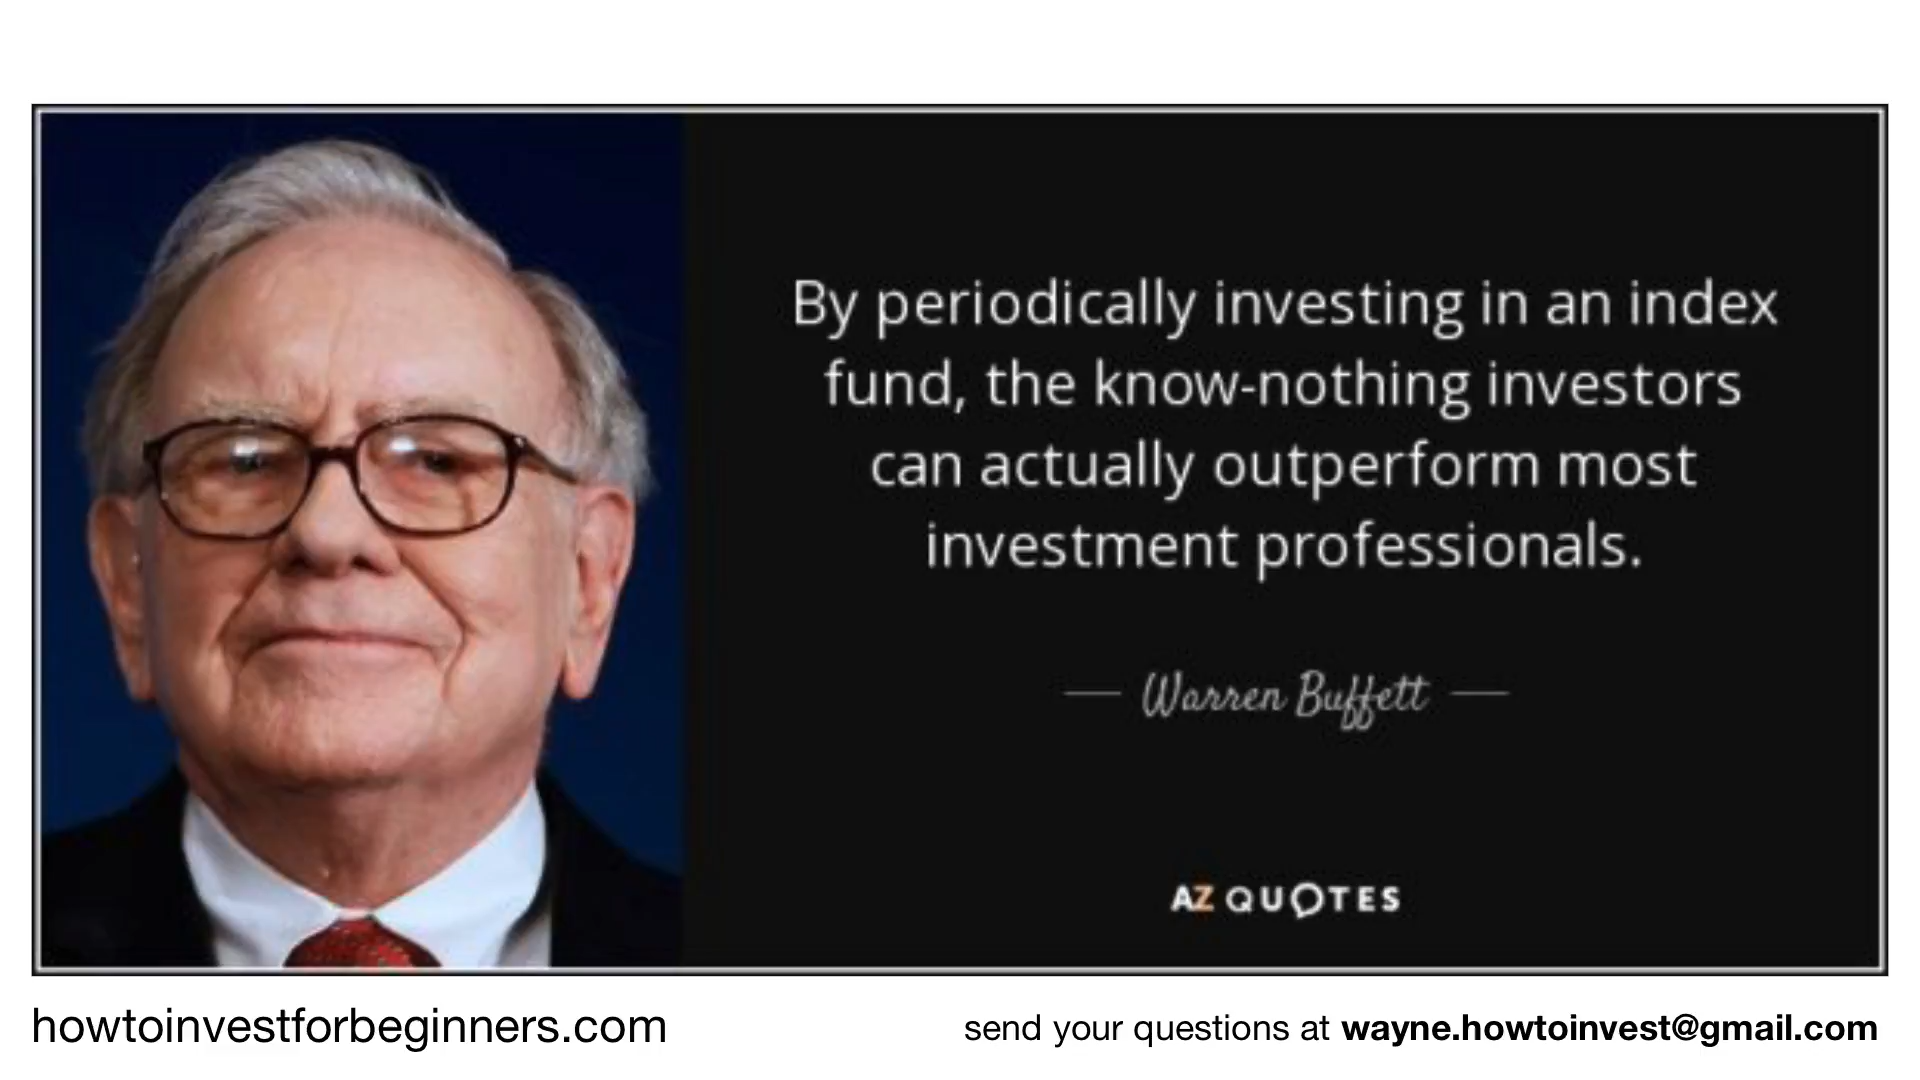 By periodically investing in an index
fund, the know-nothing investors
can actually outperform most
investment professionals.
Warren Buffett
AZ QUOTES
howtoinvestforbeginners.com
send your questions at wayne.howtoinvest@gmail.com